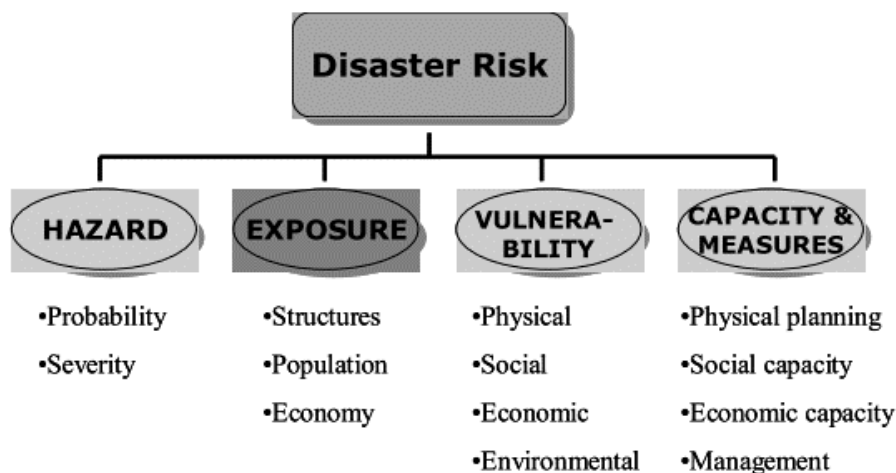 Disaster Risk
HAZARD
•Probability
•Severity
EXPOSURE
•Structures
•Population
•Economy
VULNERA-
BILITY
•Physical
•Social
•Economic
•Environmental
CAPACITY &
MEASURES
•Physical planning
•Social capacity
•Economic capacity
•Management